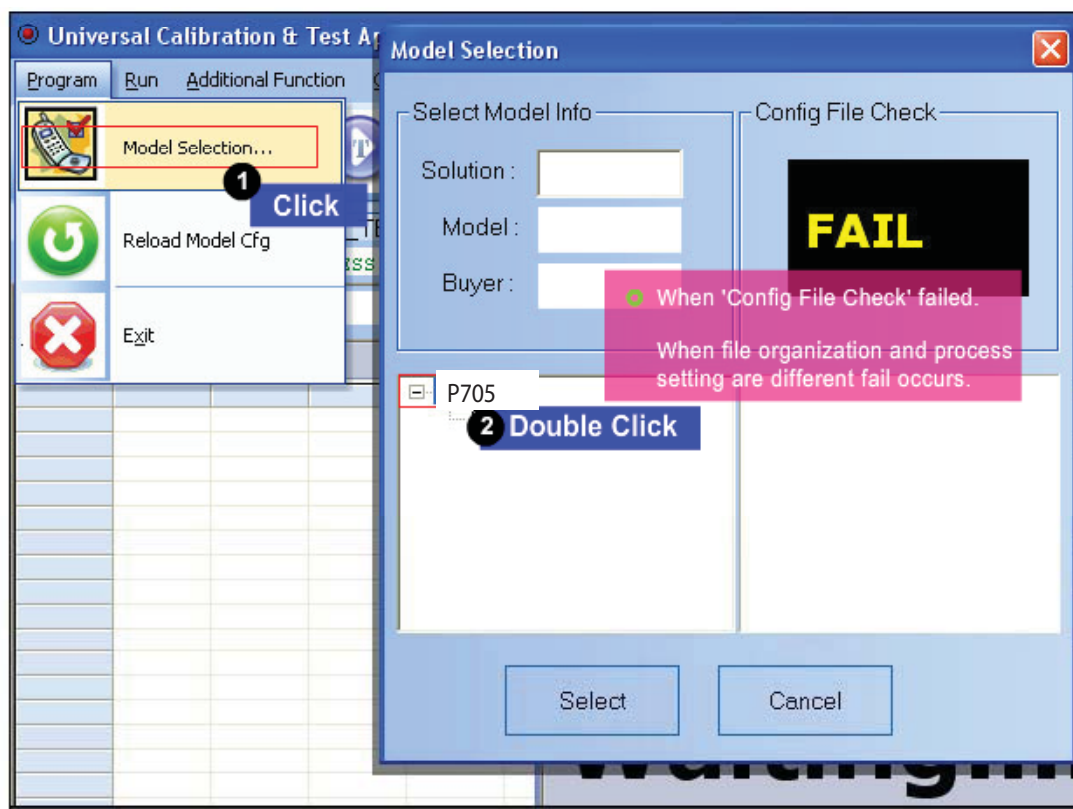 Universal Calibration & Test
Program Run Additional Function
Model Selection...
1
Click
Reload Model Cfg
Exit
Model Selection
Select Model Info
Solution :
Model :
Buyer :
Config File Check
FAIL
When 'Config File Check' failed.
When file organization and process
setting are different fail occurs.
P705
2 Double Click
Select
Cancel